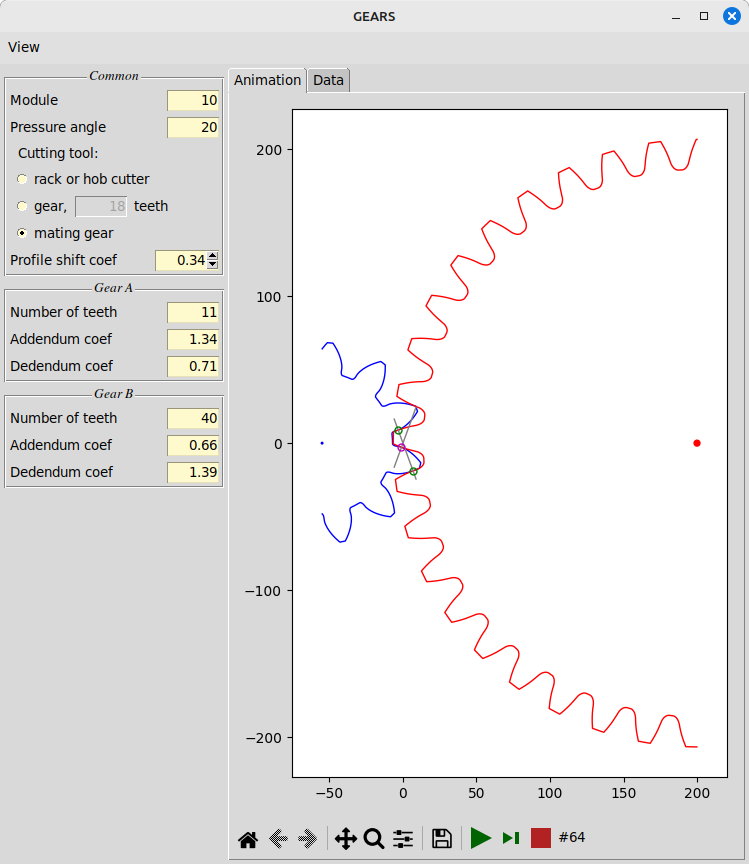 GEARS
View
Common
Module 10
Pressure angle 20
Cutting tool:
rack or hob cutter
gear, 18 teeth
mating gear
Profile shift coef 0.34
Gear A
Number of teeth 11
Addendum coef 1.34
Dedendum coef 0.71
Gear B
Number of teeth 40
Addendum coef 0.66
Dedendum coef 1.39
Animation Data
200
100
0
−100
−200
−50 0 50 100 150 200
#64